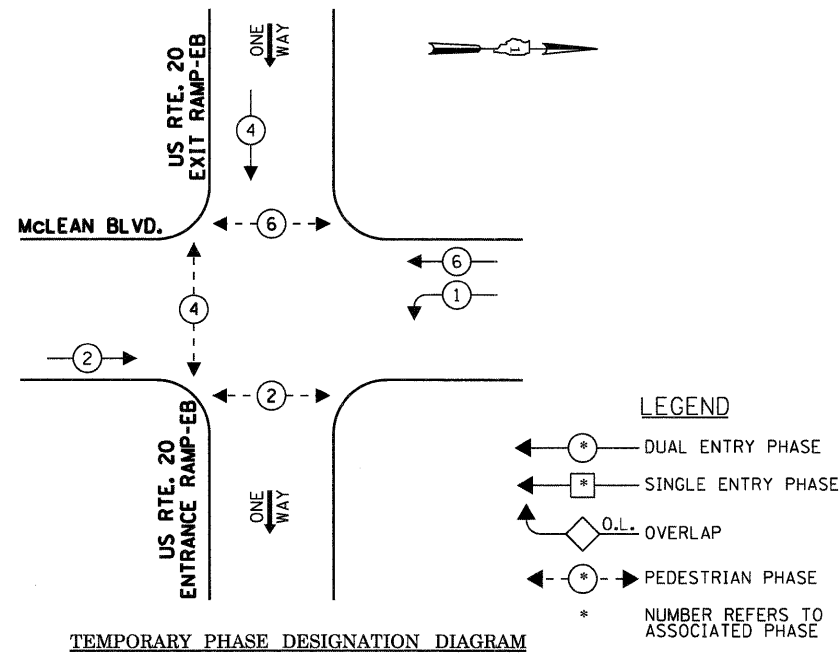 US RTE. 20
EXIT RAMP-EB
ONE
WAY
4
McLEAN BLVD.
6
6
1
4
2
2
US RTE. 20
ENTRANCE RAMP-EB
ONE
WAY
LEGEND
* DUAL ENTRY PHASE
* SINGLE ENTRY PHASE
O.L. OVERLAP
* PEDESTRIAN PHASE
* NUMBER REFERS TO
ASSOCIATED PHASE
TEMPORARY PHASE DESIGNATION DIAGRAM